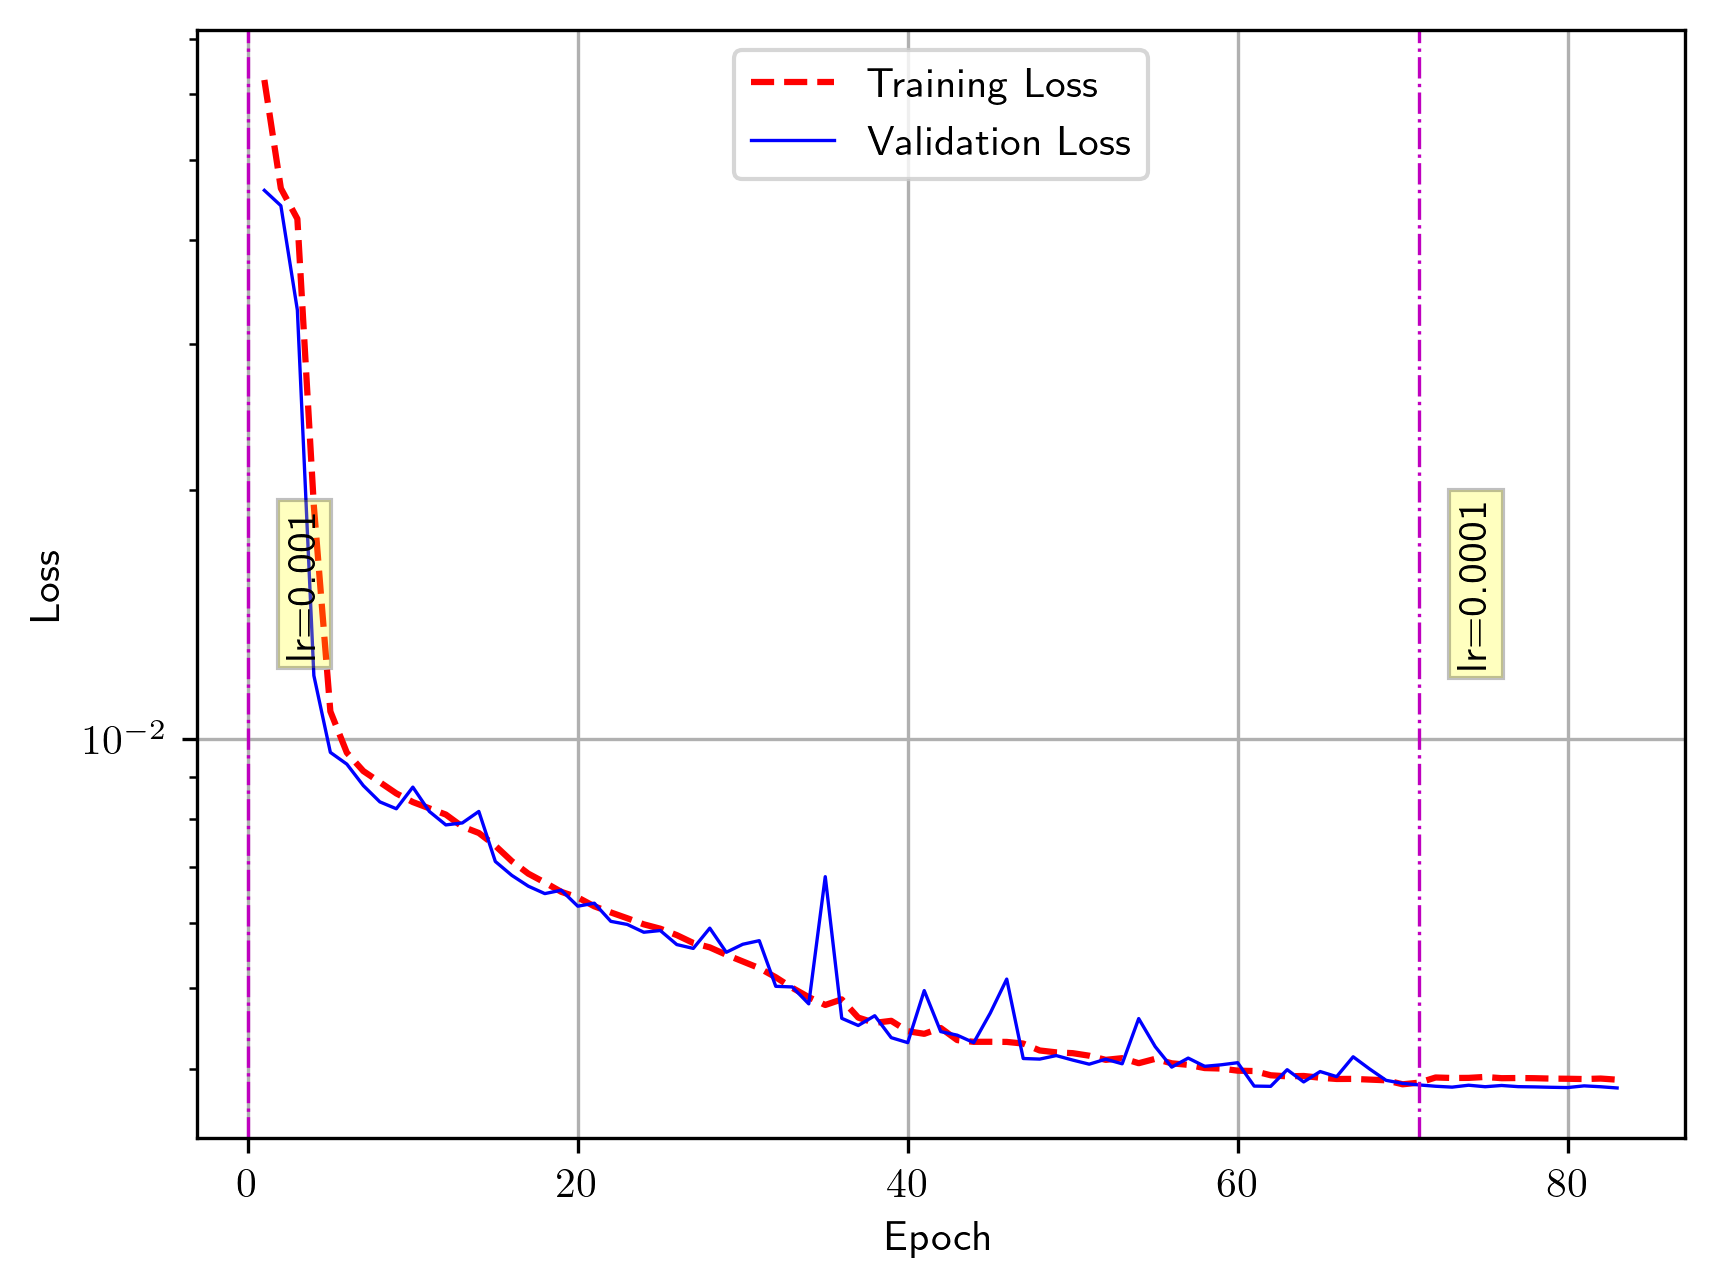 Training Loss
Validation Loss
lr=0.001
lr=0.0001
Loss
10⁻²
0 20 40 60 80
Epoch